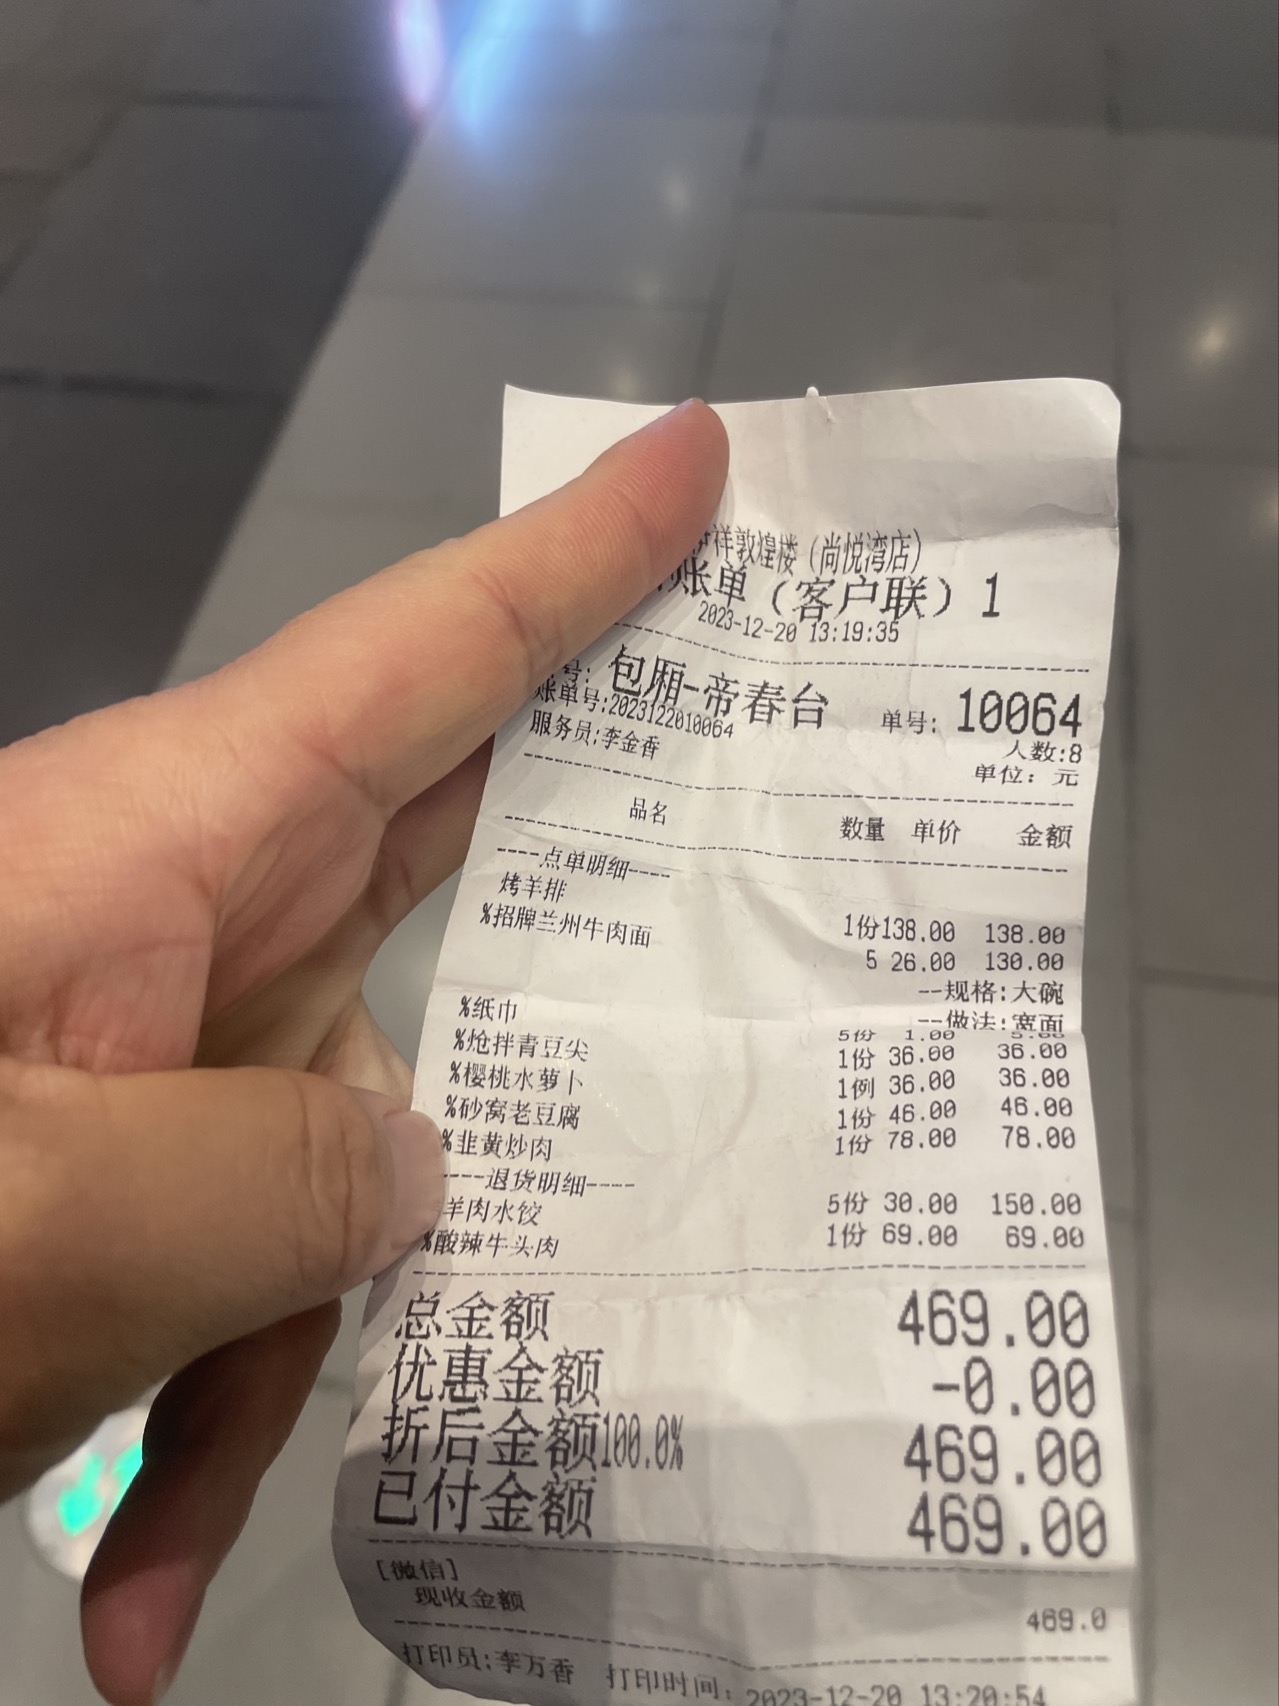 祥敦煌楼（尚悦湾店）
账单（客户联）1
2023-12-20 13:19:35
号: 包厢-帝春台 单号: 10064
账单号:2023122010064 人数:8
服务员:李金香 单位: 元
品名 数量 单价 金额
----点单明细----
烤羊排 1份 138.00 138.00
%招牌兰州牛肉面 5 26.00 130.00
--规格:大碗
--做法:宽面
%纸巾 5份 1.00 5.00
%炝拌青豆尖 1份 36.00 36.00
%樱桃水萝卜 1例 36.00 36.00
%砂窝老豆腐 1份 46.00 46.00
%韭黄炒肉 1份 78.00 78.00
----退货明细----
羊肉水饺 5份 30.00 150.00
%酸辣牛头肉 1份 69.00 69.00
总金额 469.00
优惠金额 -0.00
折后金额100.0% 469.00
已付金额 469.00
[微信]
现收金额 469.0
打印员:李万香 打印时间: 2023-12-20 13:20:54